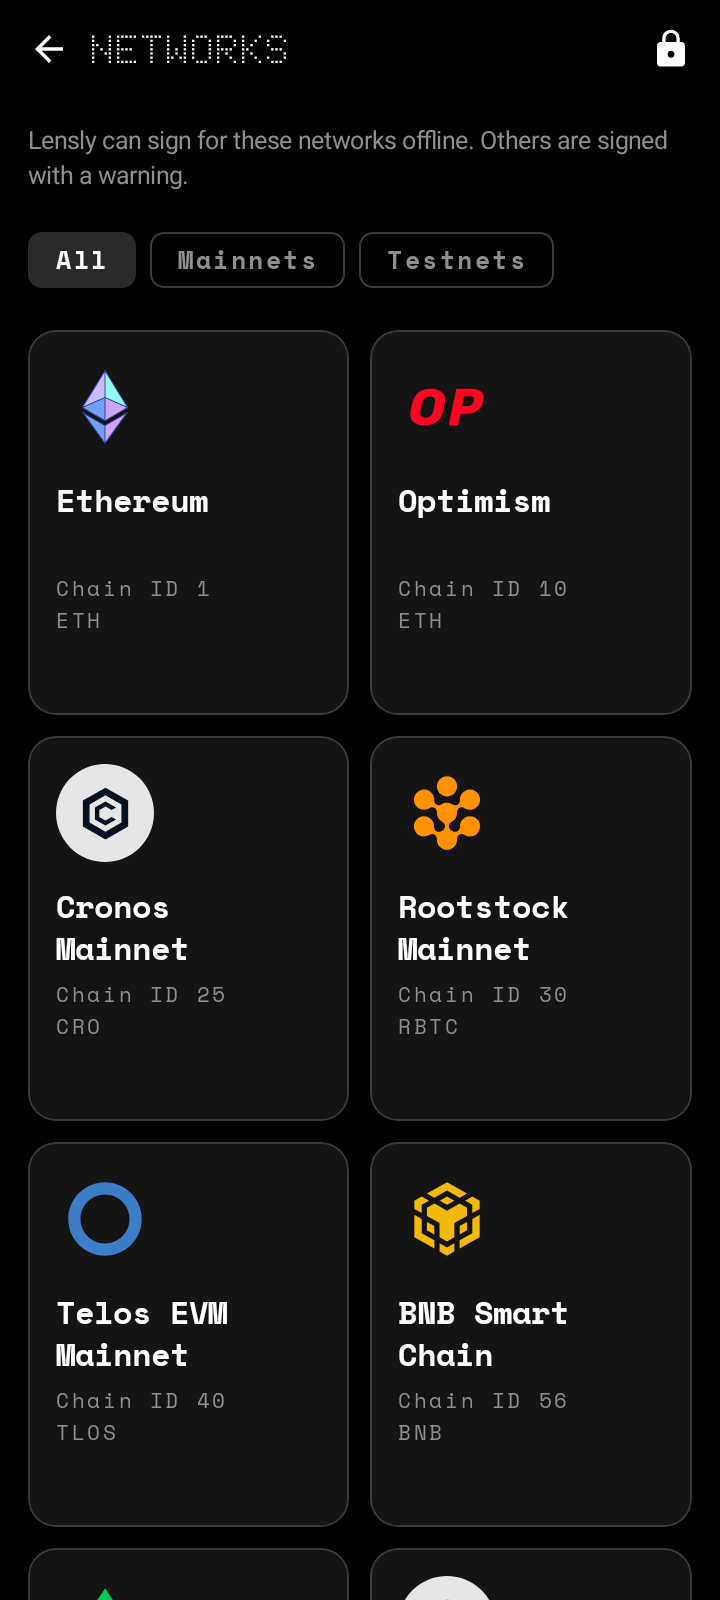 NETWORKS
Lensly can sign for these networks offline. Others are signed
with a warning.
All
Mainnets
Testnets
Ethereum
Chain ID 1
ETH
OP
Optimism
Chain ID 10
ETH
Cronos
Mainnet
Chain ID 25
CRO
Rootstock
Mainnet
Chain ID 30
RBTC
Telos EVM
Mainnet
Chain ID 40
TLOS
BNB Smart
Chain
Chain ID 56
BNB